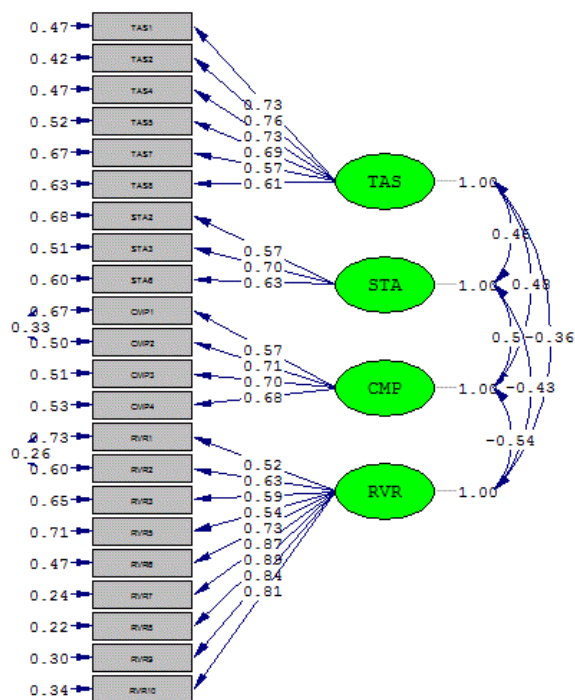 0.47 TAS1
0.42 TAS2
0.47 TAS4
0.52 TAS5
0.67 TAS7
0.63 TAS8
0.68 STA2
0.51 STA3
0.60 STA6
0.67 CMP1
0.33
0.50 CMP2
0.51 CMP3
0.53 CMP4
0.73 RVR1
0.26
0.60 RVR2
0.65 RVR3
0.71 RVR5
0.47 RVR6
0.24 RVR7
0.22 RVR8
0.30 RVR9
0.34 RVR10
0.73
0.76
0.73
0.69
0.57
0.61
0.57
0.70
0.63
0.57
0.71
0.70
0.68
0.52
0.63
0.59
0.54
0.73
0.87
0.89
0.84
0.81
TAS 1.00
STA 1.00
CMP 1.00
RVR 1.00
0.48
-0.36
-0.43
-0.54